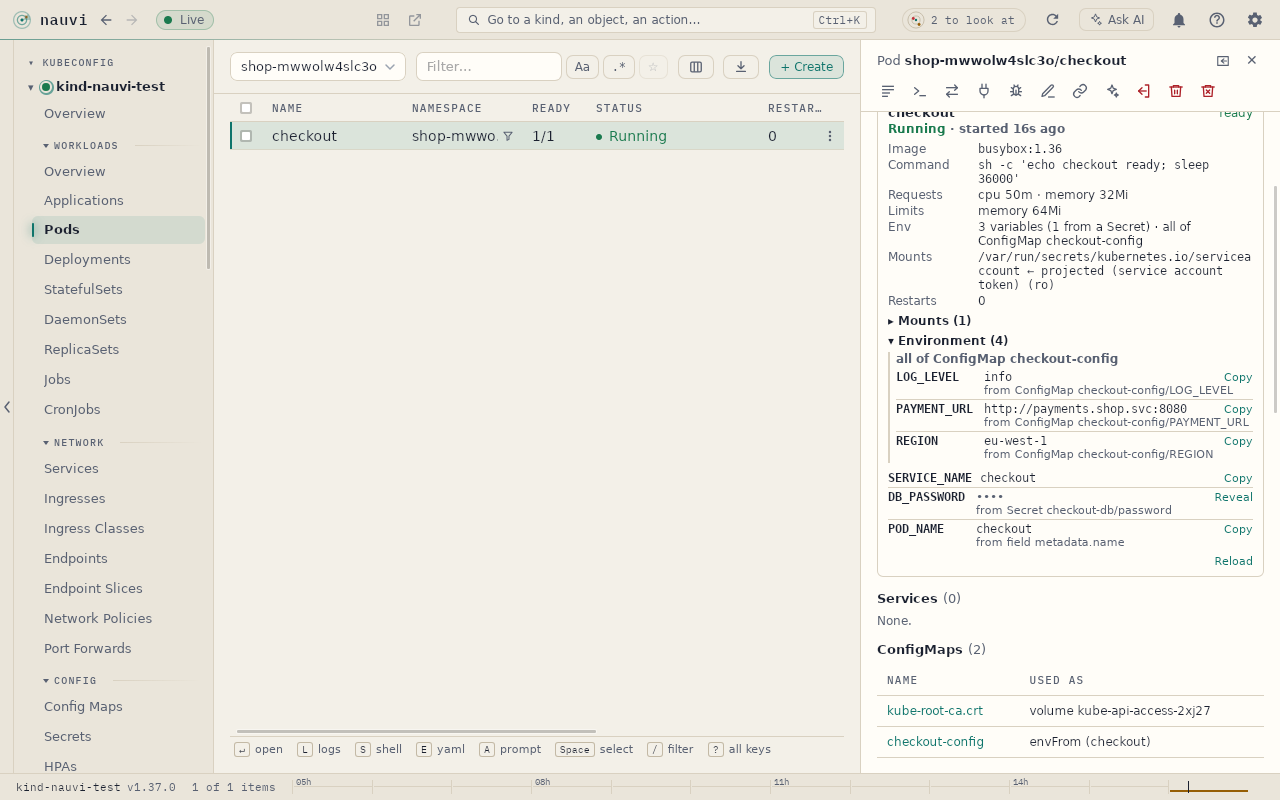 nauvi
Live
Go to a kind, an object, an action…
Ctrl+K
2 to look at
Ask AI
KUBECONFIG
kind-nauvi-test
Overview
WORKLOADS
Overview
Applications
Pods
Deployments
StatefulSets
DaemonSets
ReplicaSets
Jobs
CronJobs
NETWORK
Services
Ingresses
Ingress Classes
Endpoints
Endpoint Slices
Network Policies
Port Forwards
CONFIG
Config Maps
Secrets
HPAs
shop-mwwolw4slc3o
Filter…
Aa
.*
+ Create
NAME NAMESPACE READY STATUS RESTAR…
checkout shop-mwwo. 1/1 Running 0
↵ open L logs S shell E yaml A prompt Space select / filter ? all keys
Pod shop-mwwolw4slc3o/checkout
checkout ready
Running · started 16s ago
Image busybox:1.36
Command sh -c 'echo checkout ready; sleep
36000'
Requests cpu 50m · memory 32Mi
Limits memory 64Mi
Env 3 variables (1 from a Secret) · all of
ConfigMap checkout-config
Mounts /var/run/secrets/kubernetes.io/servicea
ccount ← projected (service account
token) (ro)
Restarts 0
Mounts (1)
Environment (4)
all of ConfigMap checkout-config
LOG_LEVEL info Copy
from ConfigMap checkout-config/LOG_LEVEL
PAYMENT_URL http://payments.shop.svc:8080 Copy
from ConfigMap checkout-config/PAYMENT_URL
REGION eu-west-1 Copy
from ConfigMap checkout-config/REGION
SERVICE_NAME checkout Copy
DB_PASSWORD •••• Reveal
from Secret checkout-db/password
POD_NAME checkout Copy
from field metadata.name
Reload
Services (0)
None.
ConfigMaps (2)
NAME USED AS
kube-root-ca.crt volume kube-api-access-2xj27
checkout-config envFrom (checkout)
kind-nauvi-test v1.37.0 1 of 1 items
05h 08h 11h 14h